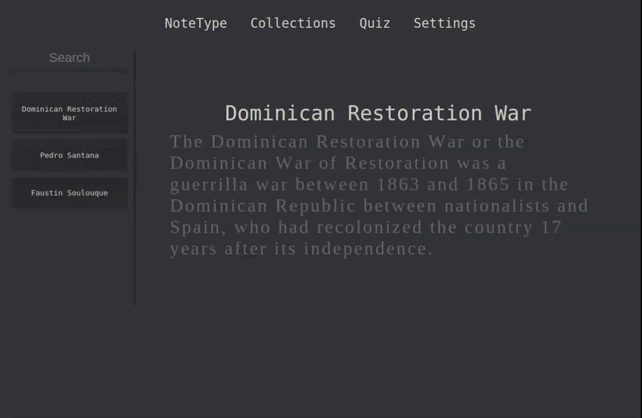 NoteType Collections Quiz Settings
Search
Dominican Restoration
War
Pedro Santana
Faustin Soulouque
Dominican Restoration War
The Dominican Restoration War or the
Dominican War of Restoration was a
guerrilla war between 1863 and 1865 in the
Dominican Republic between nationalists and
Spain, who had recolonized the country 17
years after its independence.